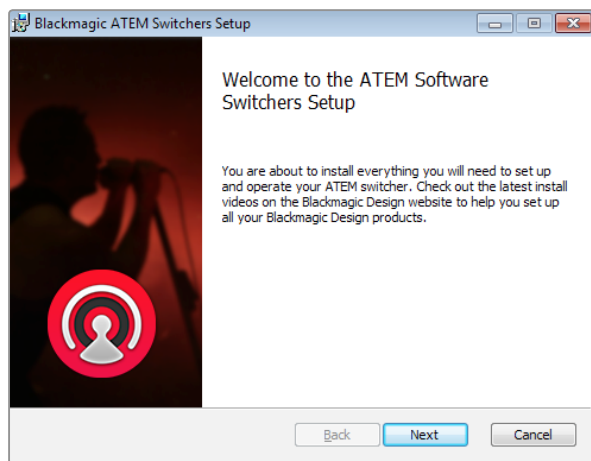 Blackmagic ATEM Switchers Setup
Welcome to the ATEM Software
Switchers Setup
You are about to install everything you will need to set up
and operate your ATEM switcher. Check out the latest install
videos on the Blackmagic Design website to help you set up
all your Blackmagic Design products.
Back Next Cancel